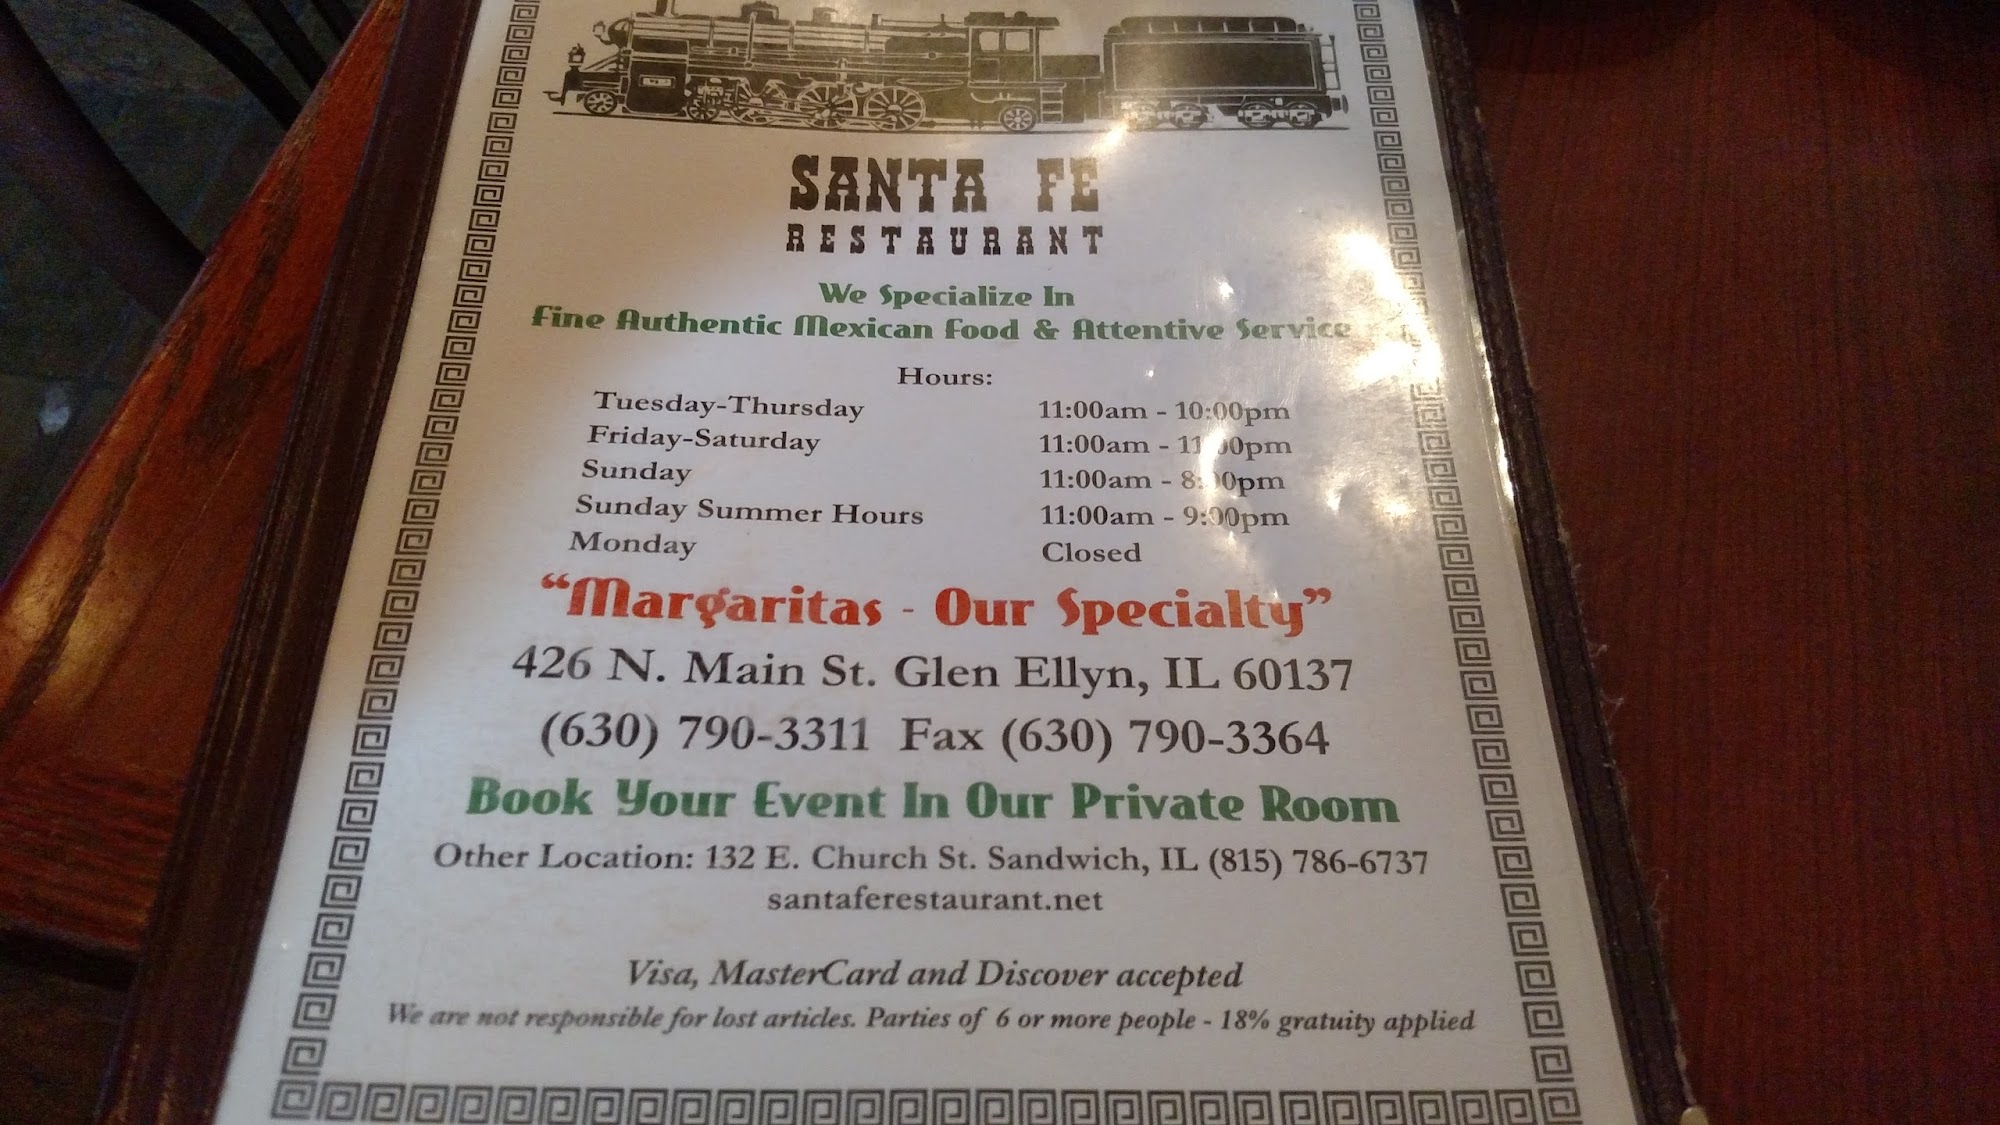 SANTA FE
RESTAURANT
We Specialize In
Fine Authentic Mexican Food & Attentive Service
Hours:
Tuesday-Thursday 11:00am - 10:00pm
Friday-Saturday 11:00am - 11:00pm
Sunday 11:00am - 8:00pm
Sunday Summer Hours 11:00am - 9:00pm
Monday Closed
"Margaritas - Our Specialty"
426 N. Main St. Glen Ellyn, IL 60137
(630) 790-3311 Fax (630) 790-3364
Book Your Event In Our Private Room
Other Location: 132 E. Church St. Sandwich, IL (815) 786-6737
santaferestaurant.net
Visa, MasterCard and Discover accepted
We are not responsible for lost articles. Parties of 6 or more people - 18% gratuity applied